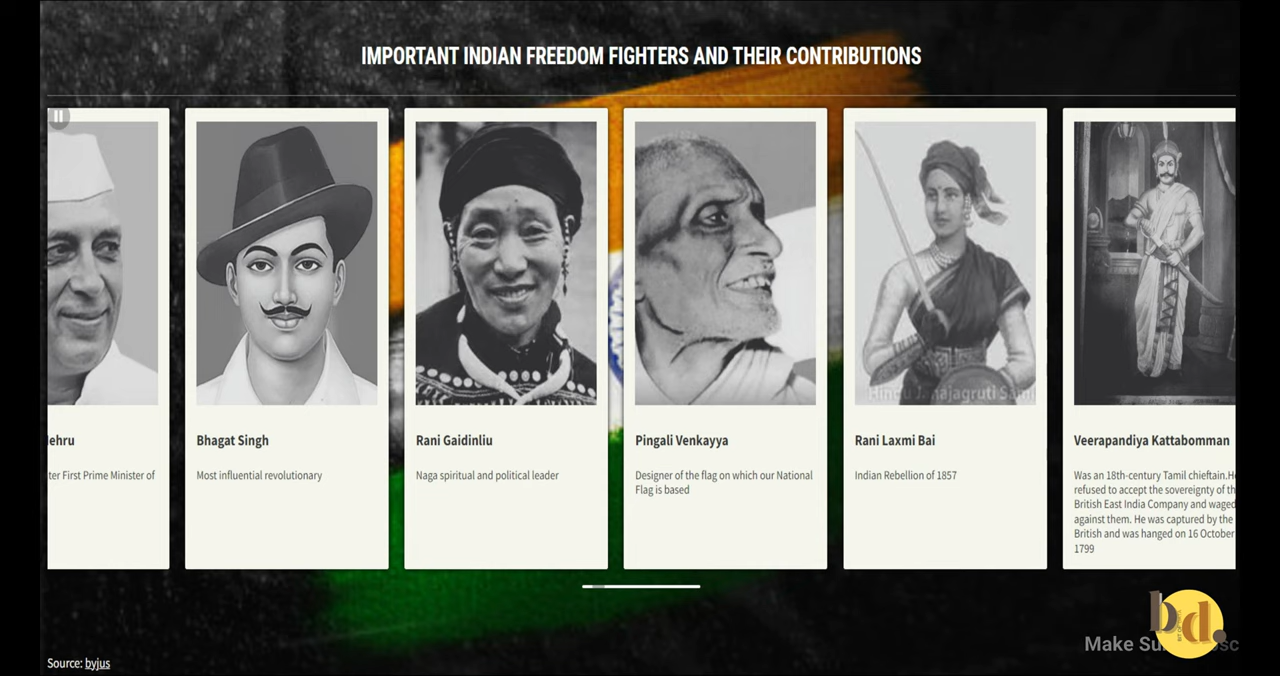 IMPORTANT INDIAN FREEDOM FIGHTERS AND THEIR CONTRIBUTIONS
ehru
ter First Prime Minister of
Bhagat Singh
Most influential revolutionary
Rani Gaidinliu
Naga spiritual and political leader
Pingali Venkayya
Designer of the flag on which our National
Flag is based
Rani Laxmi Bai
Indian Rebellion of 1857
Veerapandiya Kattabomman
Was an 18th-century Tamil chieftain.He
refused to accept the sovereignty of th
British East India Company and waged
against them. He was captured by the
British and was hanged on 16 October
1799
bd.
Make Su
Source: byjus